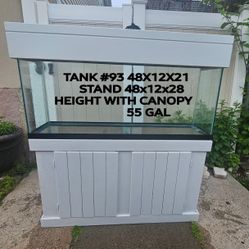 TANK #93 48X12X21
STAND 48x12x28
HEIGHT WITH CANOPY
55 GAL